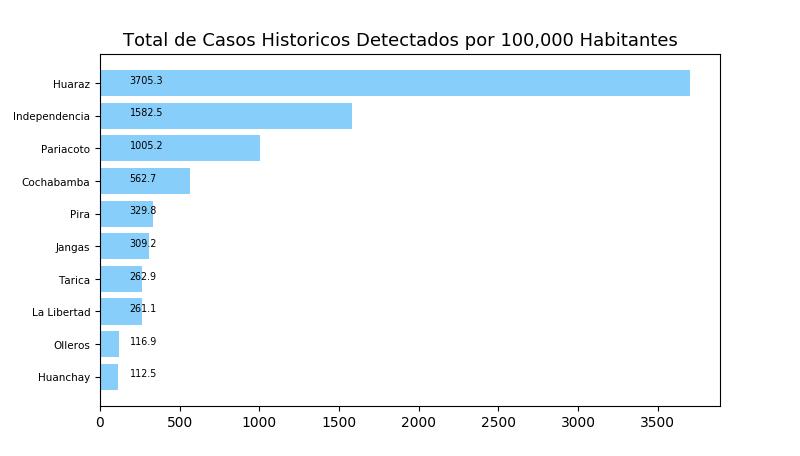 Total de Casos Historicos Detectados por 100,000 Habitantes
Huaraz 3705.3
Independencia 1582.5
Pariacoto 1005.2
Cochabamba 562.7
Pira 329.8
Jangas 309.2
Tarica 262.9
La Libertad 261.1
Olleros 116.9
Huanchay 112.5
0 500 1000 1500 2000 2500 3000 3500